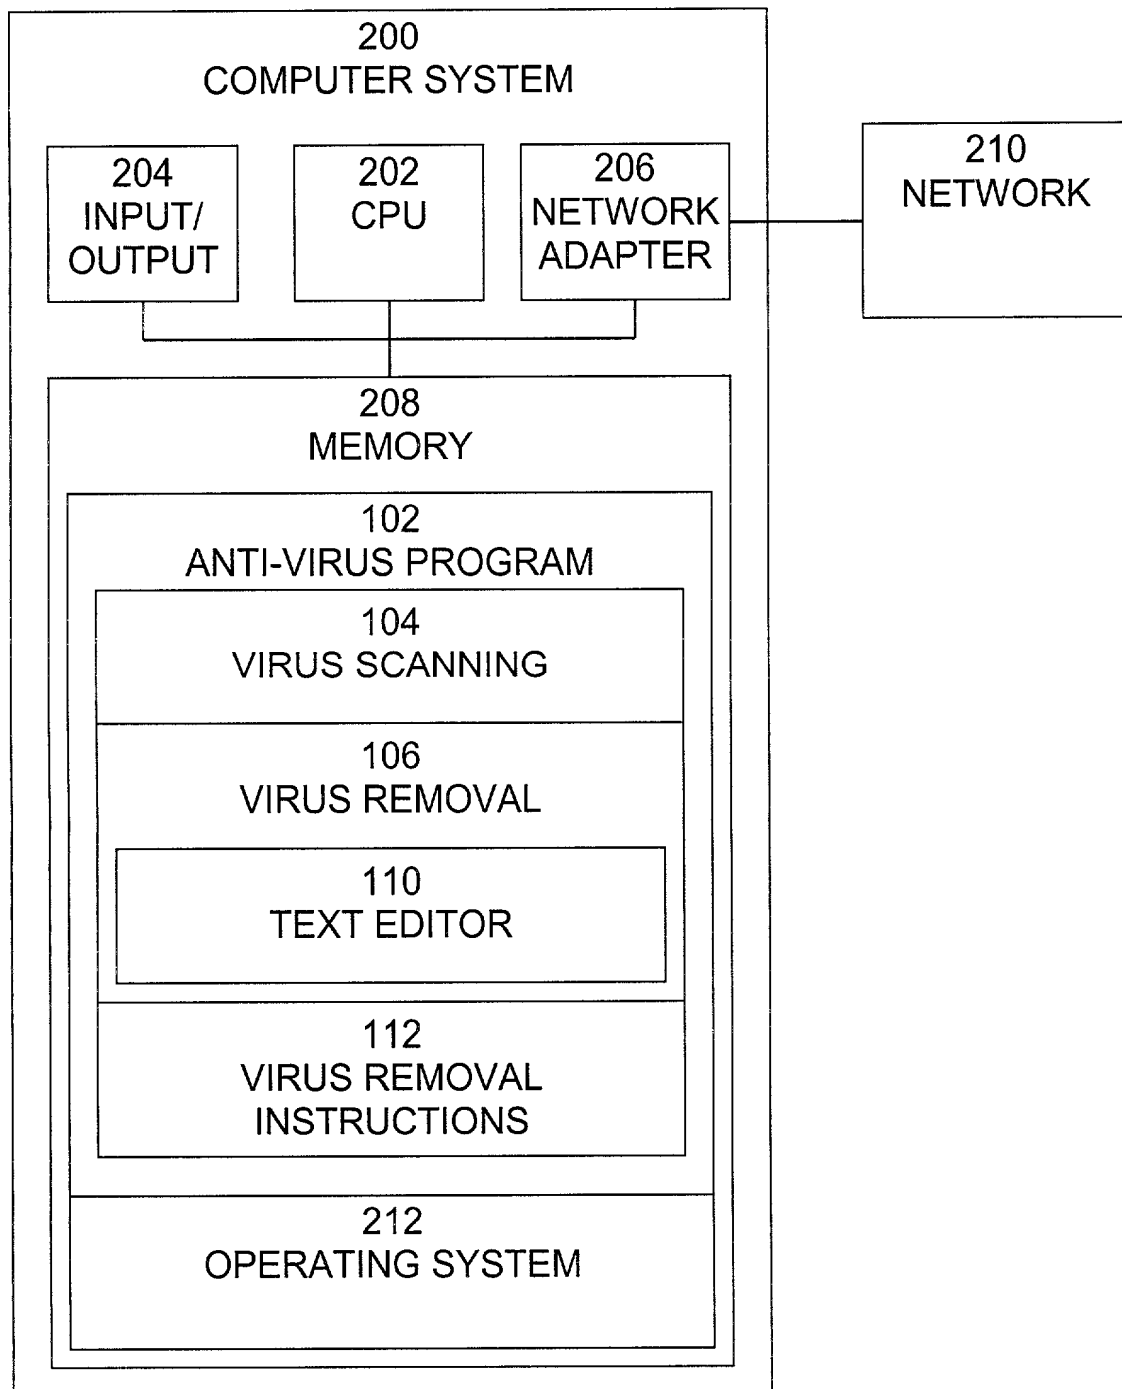 200
COMPUTER SYSTEM
204
INPUT/
OUTPUT
202
CPU
206
NETWORK
ADAPTER
210
NETWORK
208
MEMORY
102
ANTI-VIRUS PROGRAM
104
VIRUS SCANNING
106
VIRUS REMOVAL
110
TEXT EDITOR
112
VIRUS REMOVAL
INSTRUCTIONS
212
OPERATING SYSTEM